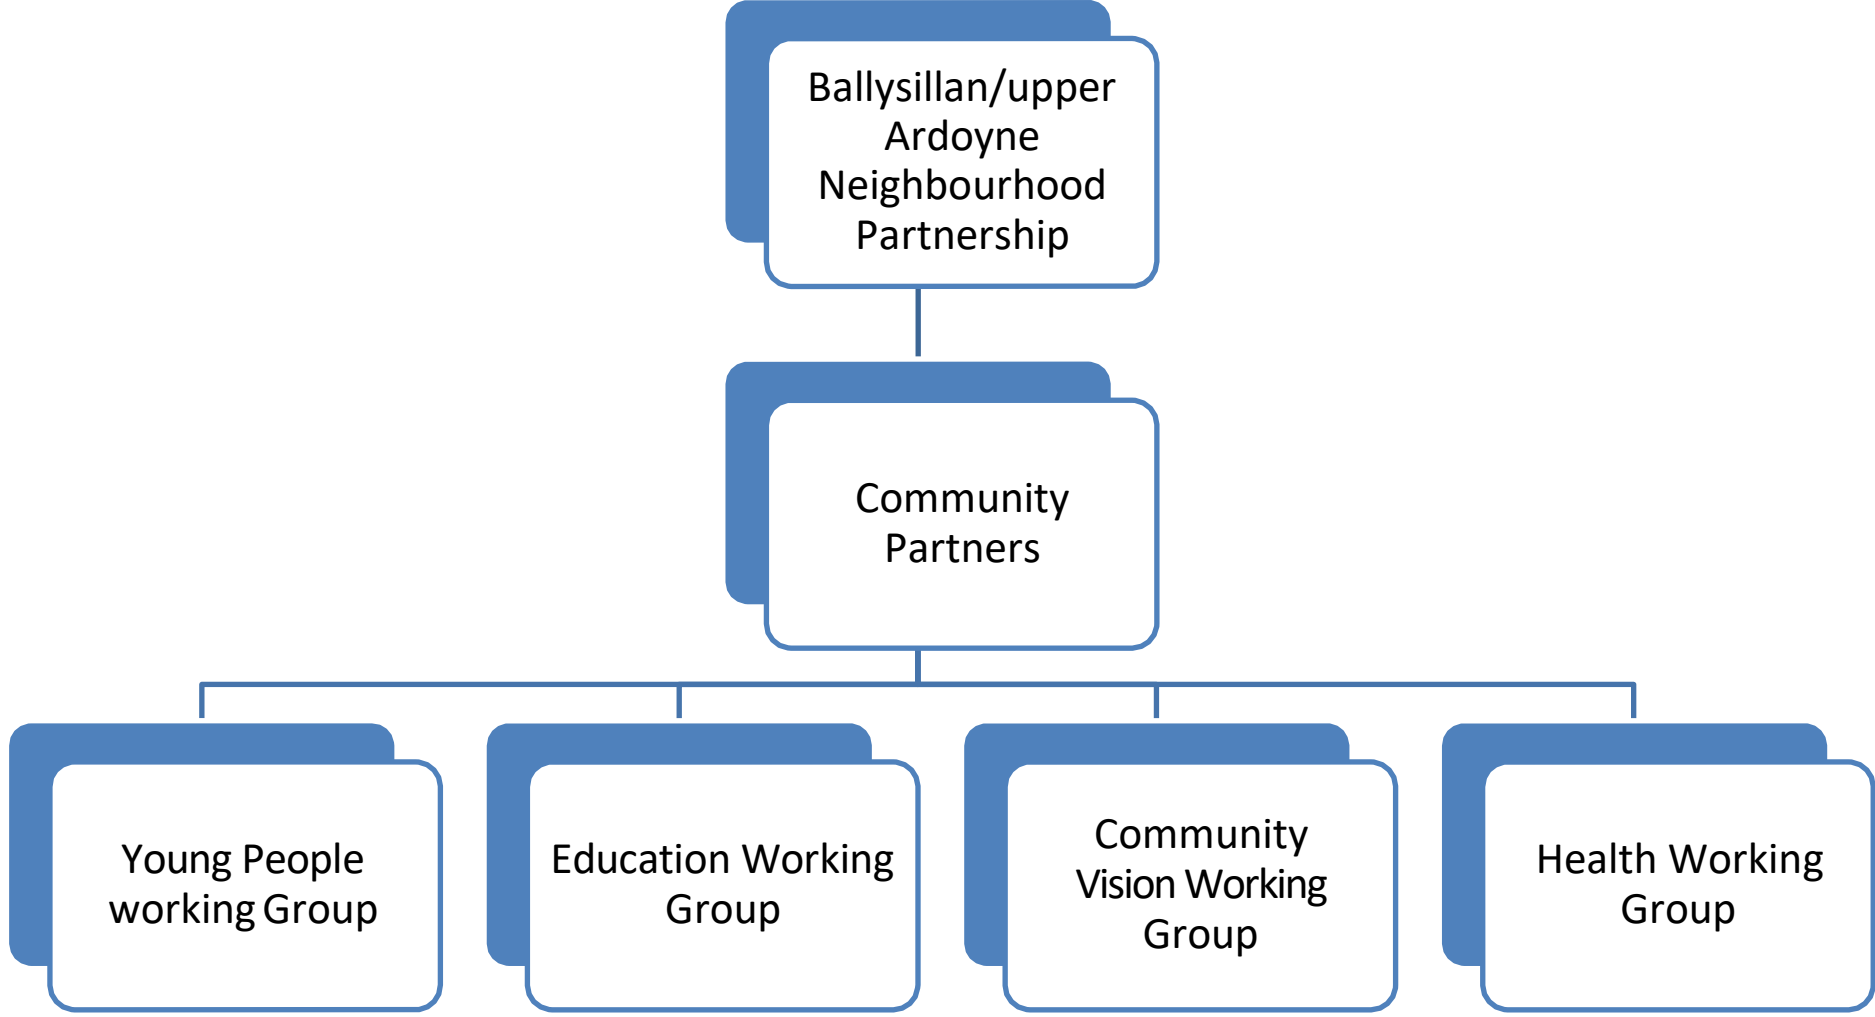 Ballysillan/upper
Ardoyne
Neighbourhood
Partnership
Community
Partners
Young People
working Group
Education Working
Group
Community
Vision Working
Group
Health Working
Group